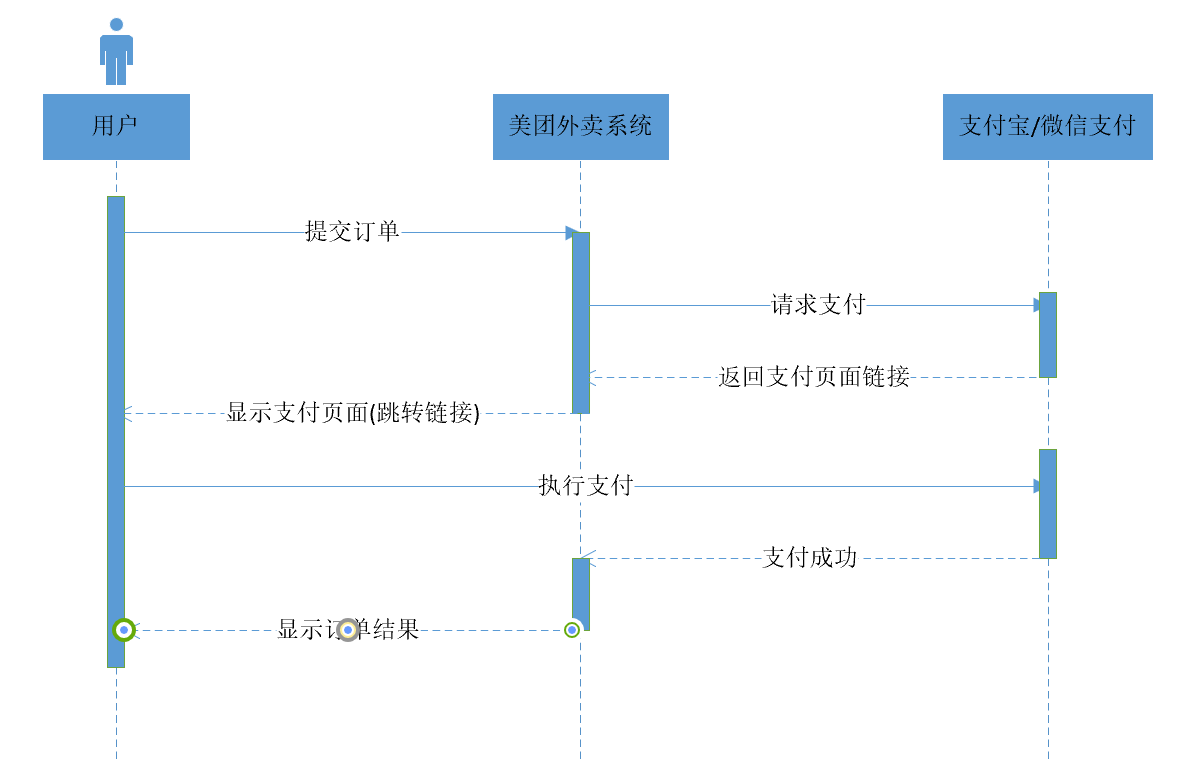 用户
美团外卖系统
支付宝/微信支付
提交订单
请求支付
返回支付页面链接
显示支付页面(跳转链接)
执行支付
支付成功
显示订单结果